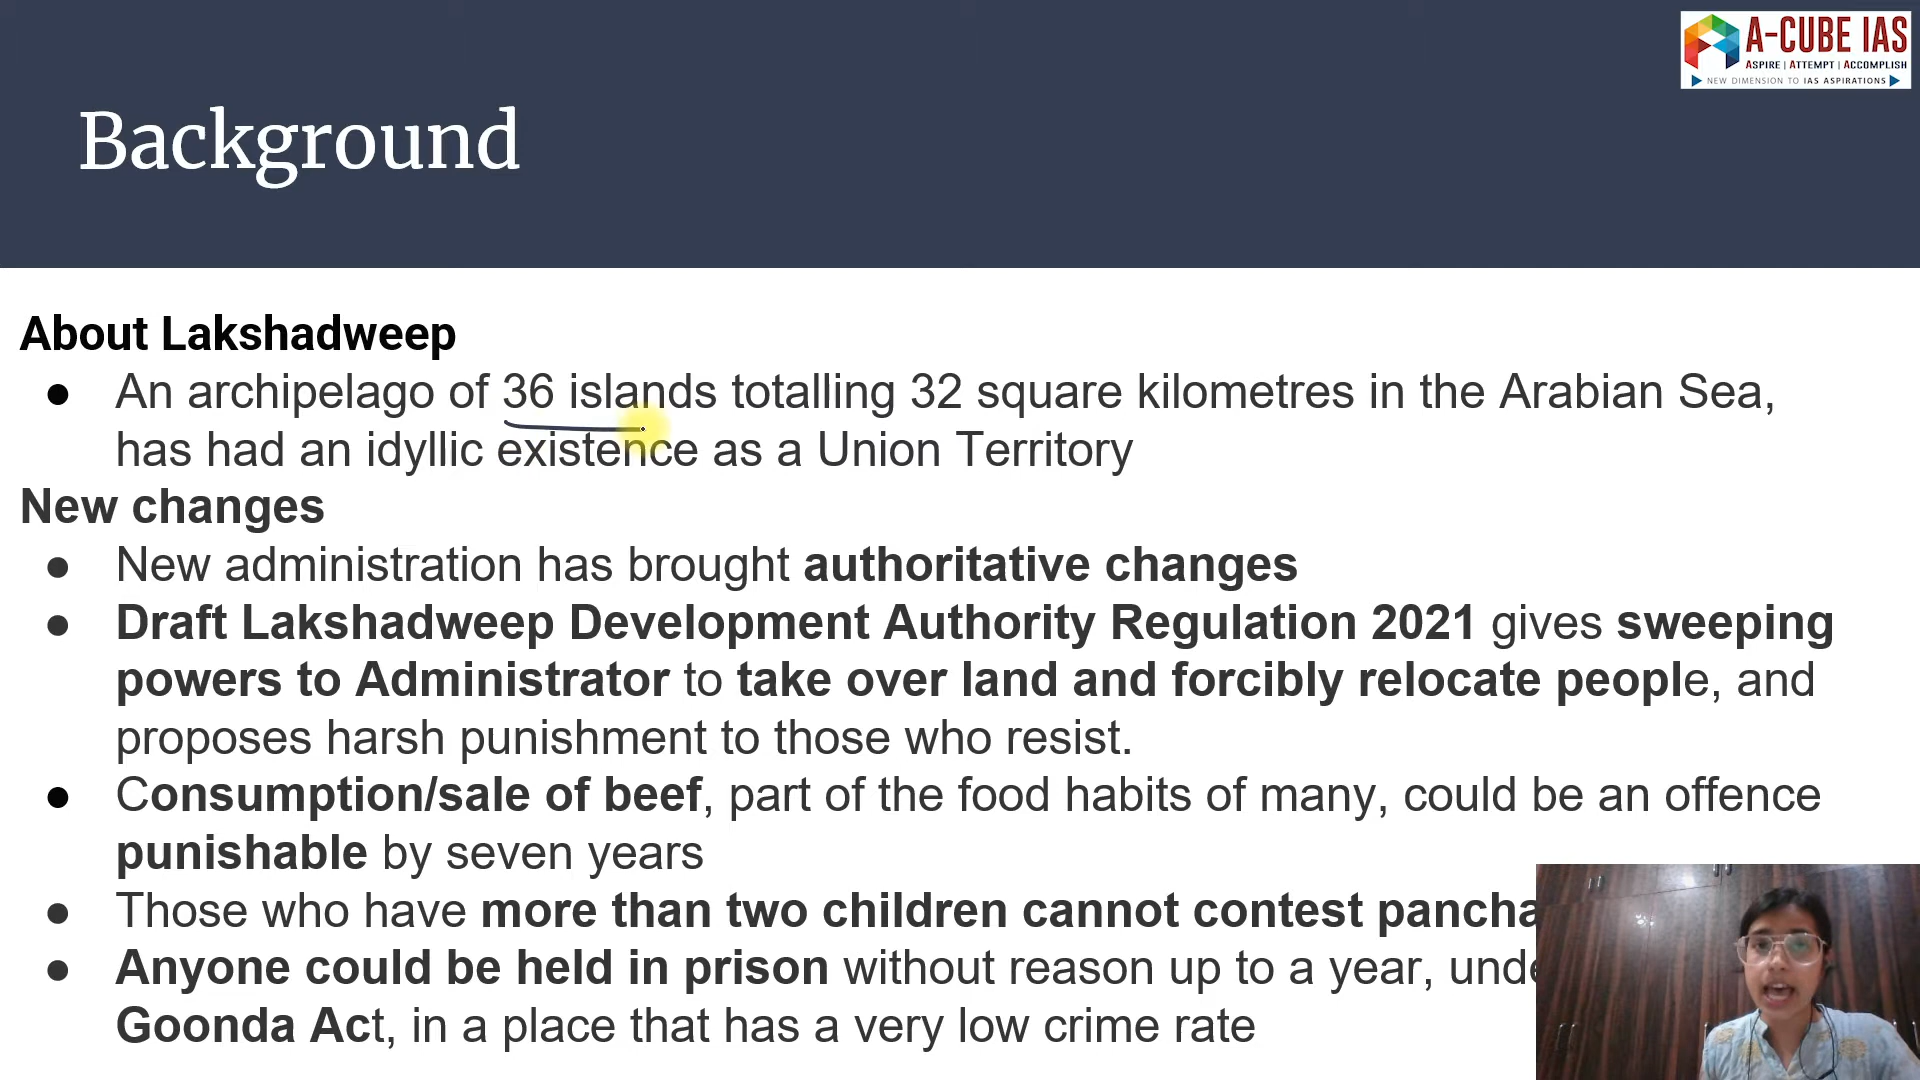 A-CUBE IAS
ASPIRE | ATTEMPT | ACCOMPLISH
NEW DIMENSION TO IAS ASPIRATIONS
Background
About Lakshadweep
● An archipelago of 36 islands totalling 32 square kilometres in the Arabian Sea,
has had an idyllic existence as a Union Territory
New changes
● New administration has brought authoritative changes
● Draft Lakshadweep Development Authority Regulation 2021 gives sweeping
powers to Administrator to take over land and forcibly relocate people, and
proposes harsh punishment to those who resist.
● Consumption/sale of beef, part of the food habits of many, could be an offence
punishable by seven years
● Those who have more than two children cannot contest
● Anyone could be held in prison without reason up to a year,
Goonda Act, in a place that has a very low crime rate